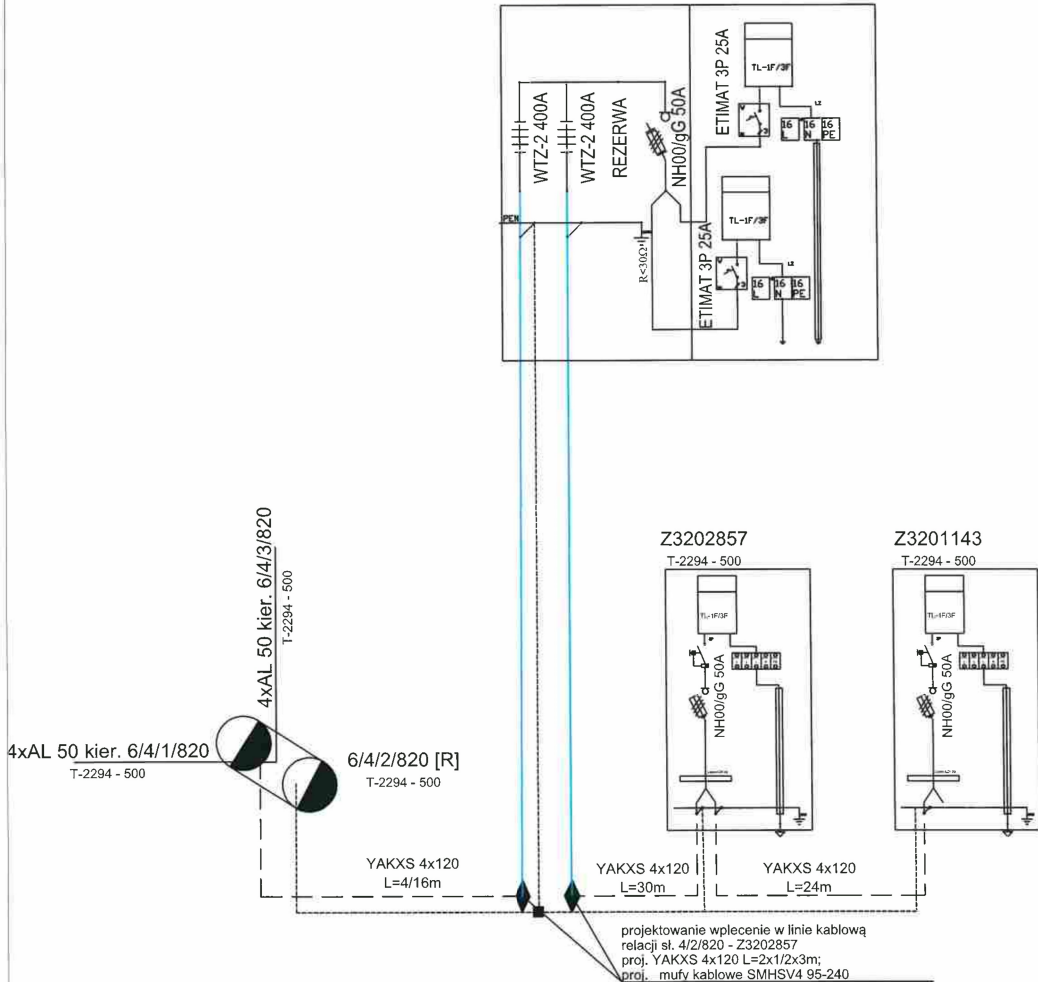 WTZ-2 400A
WTZ-2 400A
REZERWA
NH00/gG 50A
ETIMAT 3P 25A
TL-1F/3F
LZ
16 L
16 N
16 PE
ETIMAT 3P 25A
TL-1F/3F
LZ
16 L
16 N
16 PE
PEN
R<30Ω
4xAL 50 kier. 6/4/3/820
T-2294 - 500
4xAL 50 kier. 6/4/1/820
T-2294 - 500
6/4/2/820 [R]
T-2294 - 500
Z3202857
T-2294 - 500
TL-1F/3F
NH00/gG 50A
Z3201143
T-2294 - 500
TL-1F/3F
NH00/gG 50A
YAKXS 4x120
L=4/16m
YAKXS 4x120
L=30m
YAKXS 4x120
L=24m
projektowanie wplecenie w linie kablową
relacji sł. 4/2/820 - Z3202857
proj. YAKXS 4x120 L=2x1/2x3m;
proj. mufy kablowe SMHSV4 95-240